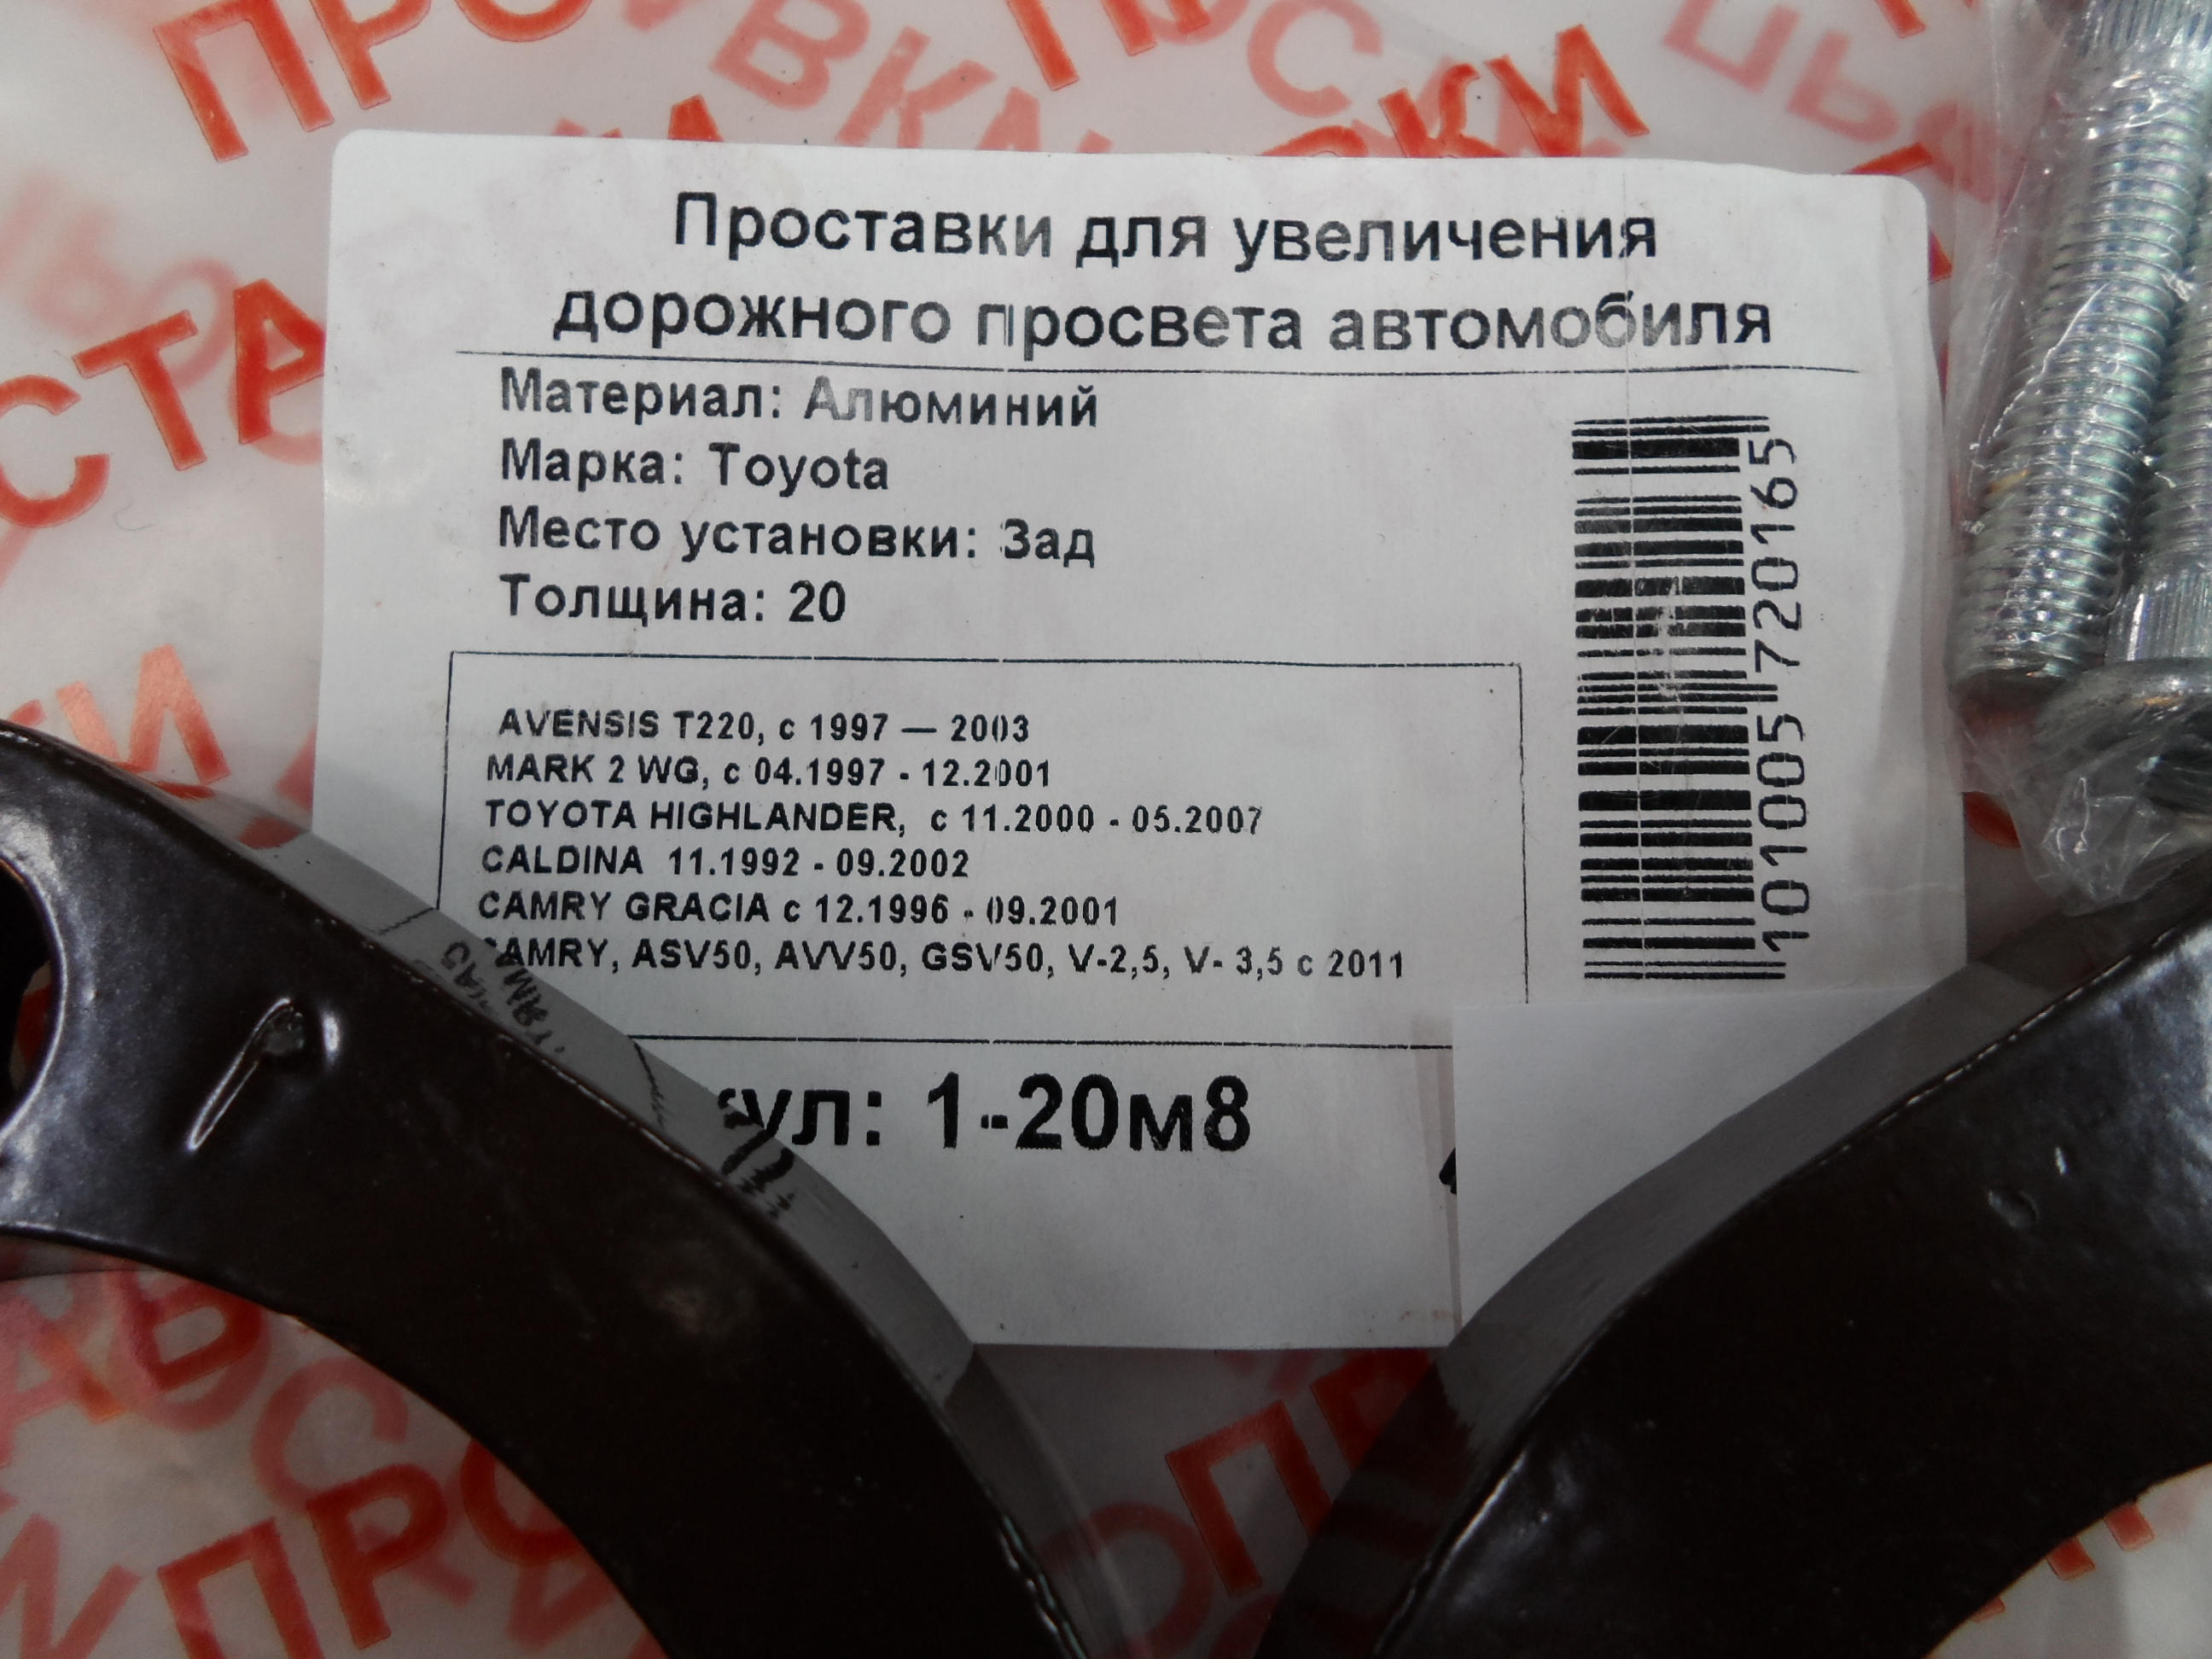 Проставки для увеличения
дорожного просвета автомобиля
Материал: Алюминий
Марка: Toyota
Место установки: Зад
Толщина: 20
AVENSIS T220, с 1997 — 2003
MARK 2 WG, с 04.1997 - 12.2001
TOYOTA HIGHLANDER, с 11.2000 - 05.2007
CALDINA 11.1992 - 09.2002
CAMRY GRACIA с 12.1996 - 09.2001
CAMRY, ASV50, AVV50, GSV50, V-2,5, V- 3,5 с 2011
1-20м8
101005720165